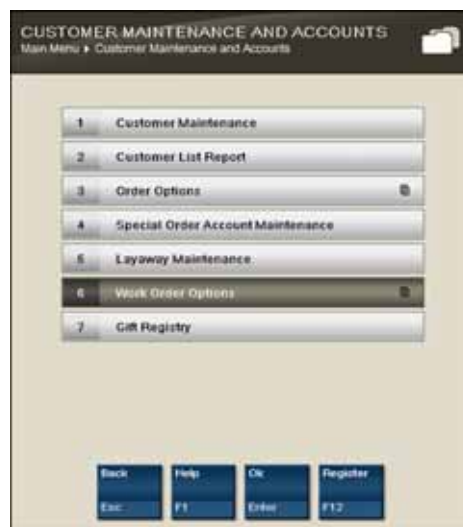 CUSTOMER MAINTENANCE AND ACCOUNTS
Main Menu ▸ Customer Maintenance and Accounts
1 Customer Maintenance
2 Customer List Report
3 Order Options
4 Special Order Account Maintenance
5 Layaway Maintenance
6 Work Order Options
7 Gift Registry
Back Help Ok Register
Esc F1 Enter F12